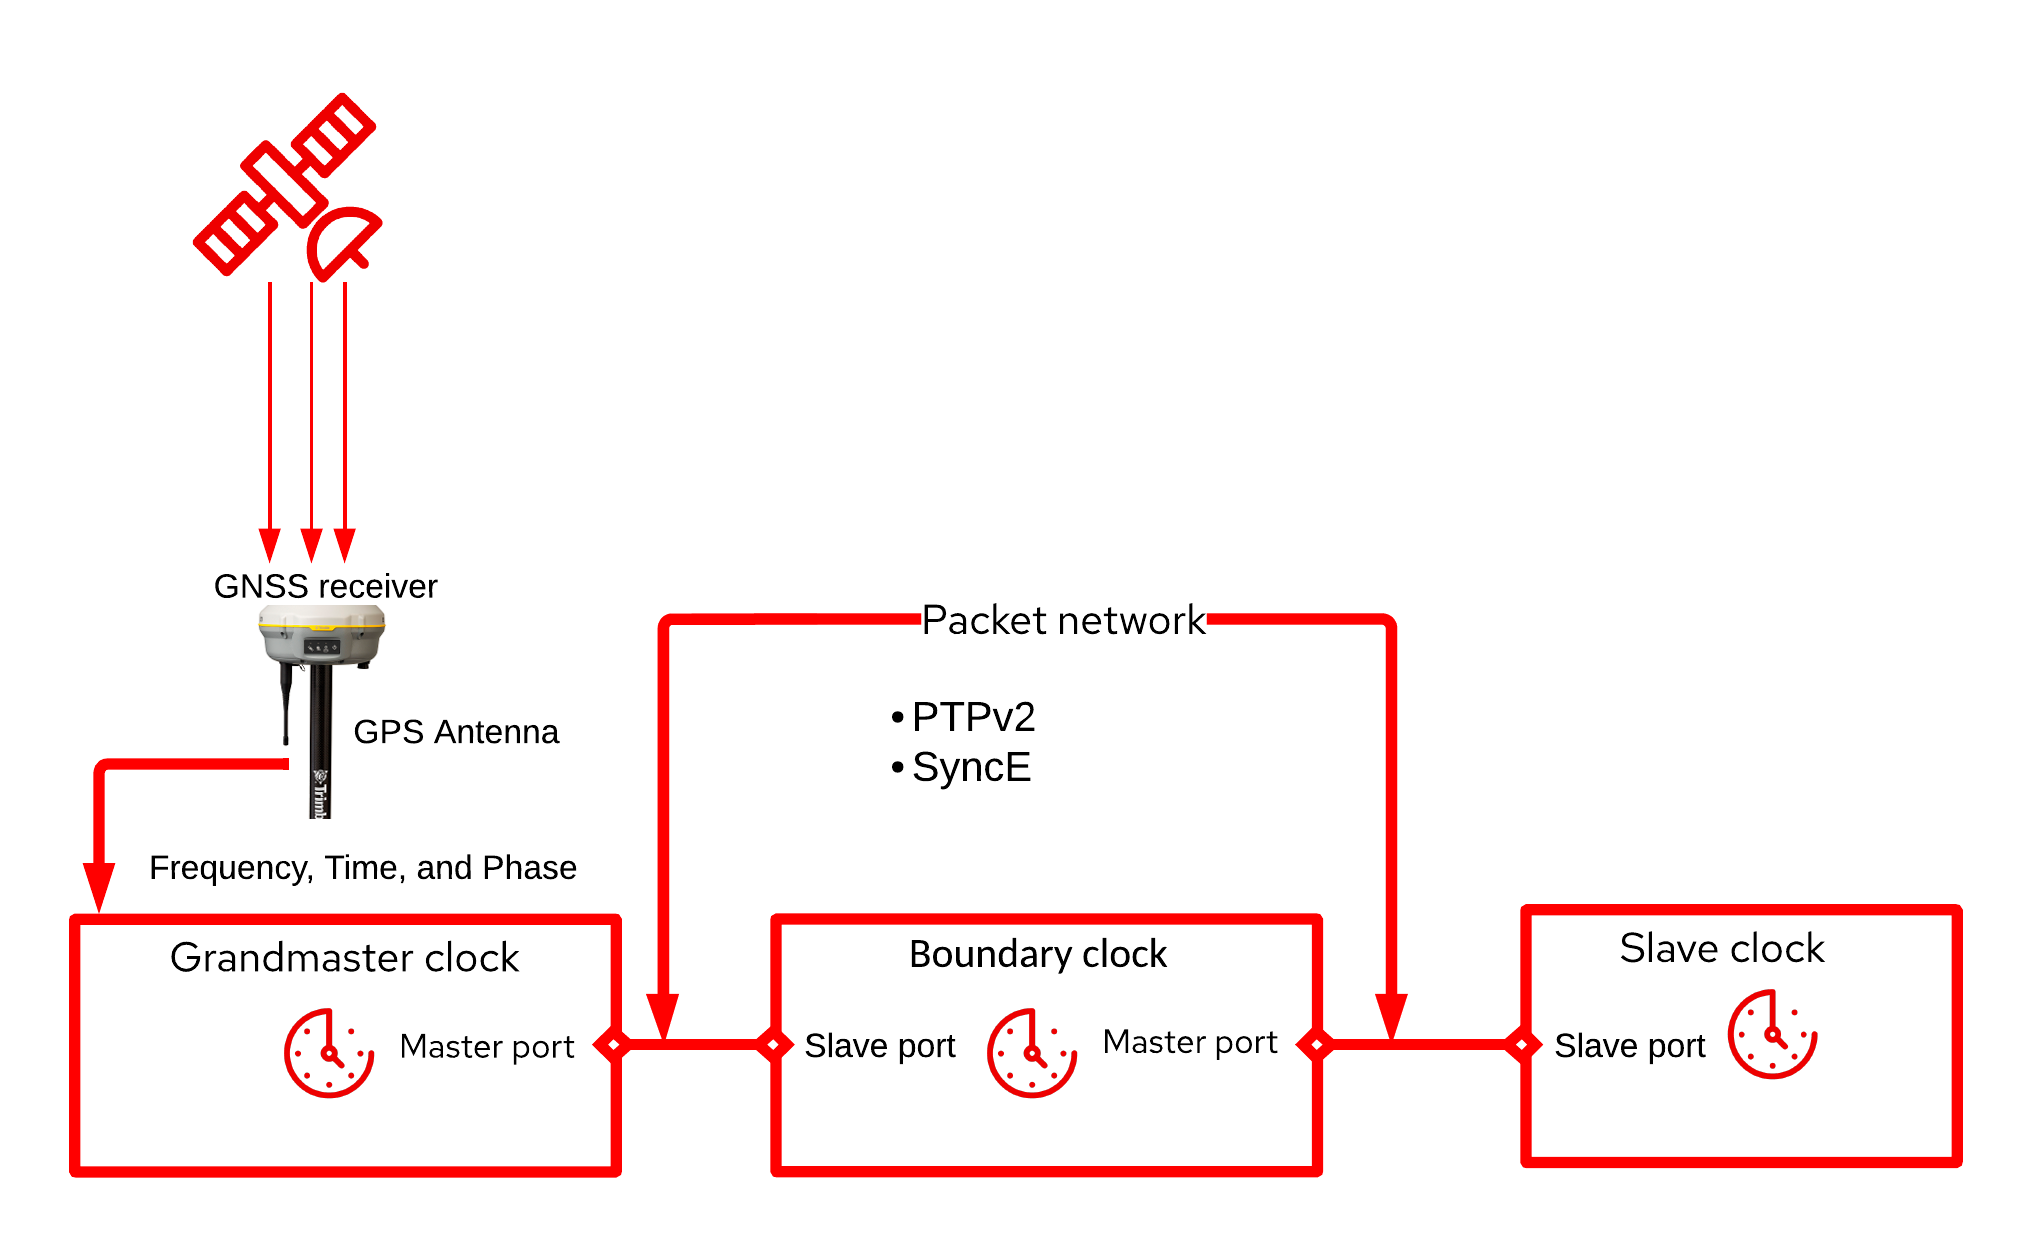 GNSS receiver
Packet network
• PTPv2
GPS Antenna
• SyncE
Frequency, Time, and Phase
Grandmaster clock
Master port
Boundary clock
Slave port
Master port
Slave clock
Slave port